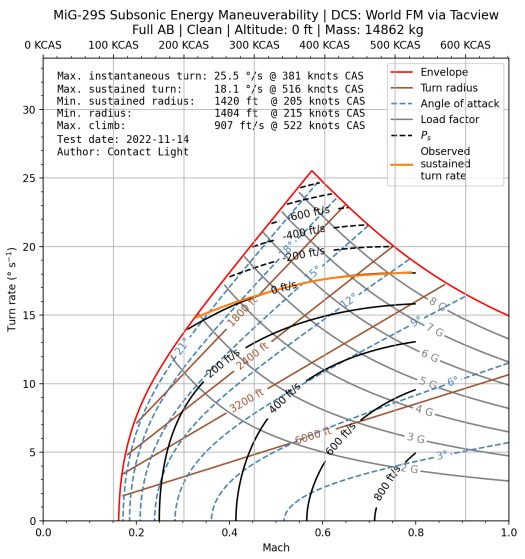 MiG-29S Subsonic Energy Maneuverability | DCS: World FM via Tacview
Full AB | Clean | Altitude: 0 ft | Mass: 14862 kg
0 KCAS 100 KCAS 200 KCAS 300 KCAS 400 KCAS 500 KCAS 600 KCAS
Max. instantaneous turn: 25.5 °/s @ 381 knots CAS
Max. sustained turn: 18.1 °/s @ 516 knots CAS
Min. sustained radius: 1420 ft @ 205 knots CAS
Min. radius: 1404 ft @ 215 knots CAS
Max. climb: 907 ft/s @ 522 knots CAS
Test date: 2022-11-14
Author: Contact Light
Envelope
Turn radius
Angle of attack
Load factor
Ps
Observed
sustained
turn rate
Turn rate (° s−1)
30
25
20
15
10
5
0
-600 ft/s
-400 ft/s
-200 ft/s
0 ft/s
200 ft/s
400 ft/s
600 ft/s
800 ft/s
1800 ft
2400 ft
3200 ft
6000 ft
21°
18°
15°
12°
9°
6°
3°
8 G
7 G
6 G
5 G
4 G
3 G
2 G
0.0 0.2 0.4 0.6 0.8 1.0
Mach